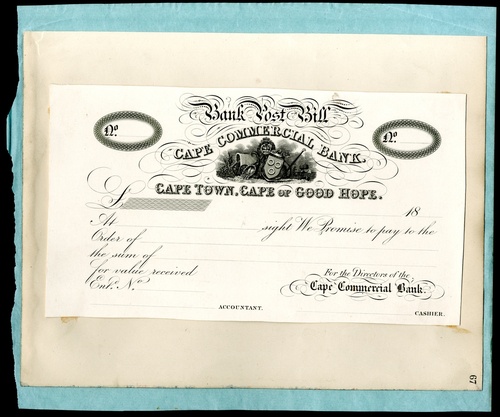 Bank Post Bill
Nº
Nº
CAPE COMMERCIAL BANK.
CAPE TOWN, CAPE OF GOOD HOPE.
£
18
At sight We Promise to pay to the
Order of
the sum of
for value received
Entd. Nº
For the Directors of the
Cape Commercial Bank.
ACCOUNTANT.
CASHIER.
67